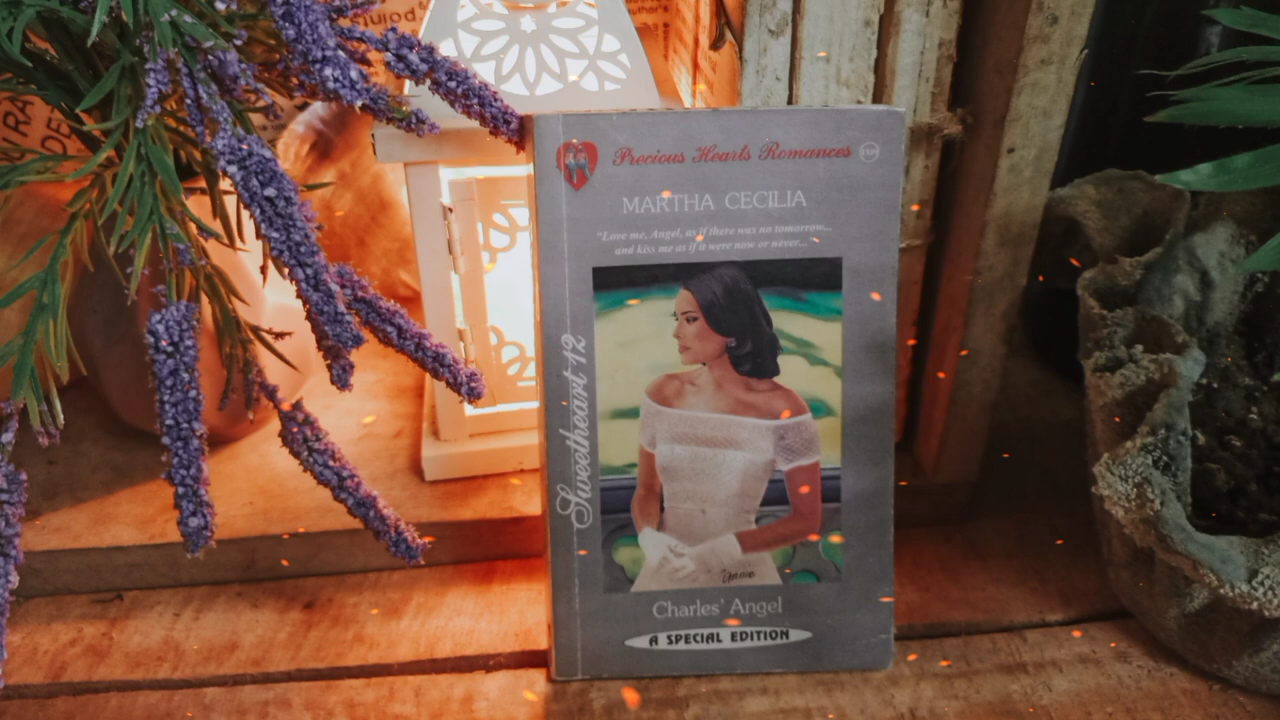 Precious Hearts Romances
MARTHA CECILIA
"Love me, Angel, as if there was no tomorrow...
and kiss me as if it were now or never..."
Sweetheart 12
Charles' Angel
A SPECIAL EDITION